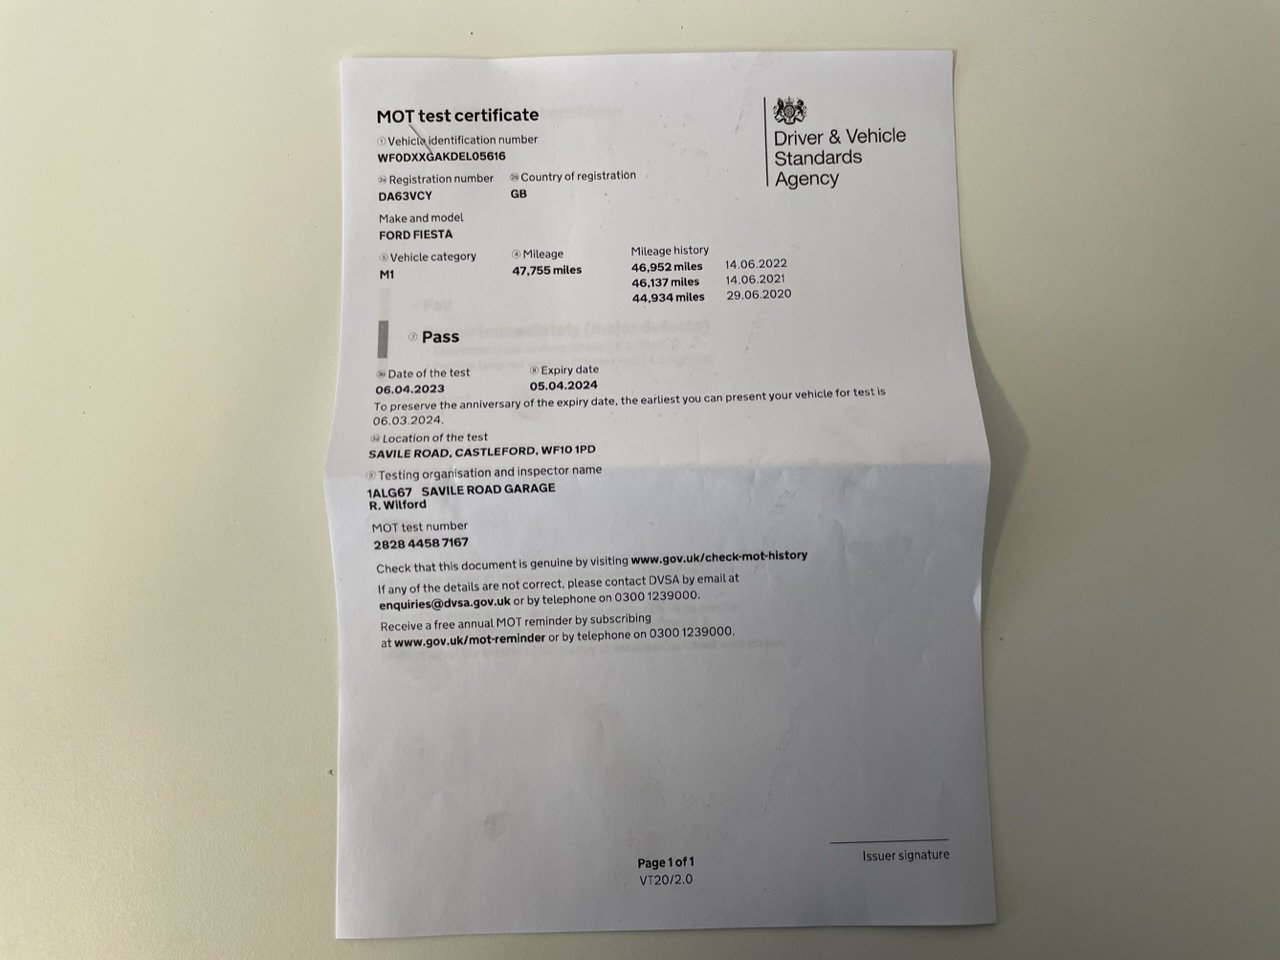 MOT test certificate
Driver & Vehicle
Standards
Agency
1 Vehicle identification number
WF0DXXGAKDEL05616
2a Registration number
2b Country of registration
DA63VCY
GB
Make and model
FORD FIESTA
5 Vehicle category
4 Mileage
Mileage history
M1
47,755 miles
46,952 miles 14.06.2022
46,137 miles 14.06.2021
44,934 miles 29.06.2020
7 Pass
Date of the test
8 Expiry date
06.04.2023
05.04.2024
To preserve the anniversary of the expiry date, the earliest you can present your vehicle for test is
06.03.2024.
Location of the test
SAVILE ROAD, CASTLEFORD, WF10 1PD
9 Testing organisation and inspector name
1ALG67 SAVILE ROAD GARAGE
R. Wilford
MOT test number
2828 4458 7167
Check that this document is genuine by visiting www.gov.uk/check-mot-history
If any of the details are not correct, please contact DVSA by email at
enquiries@dvsa.gov.uk or by telephone on 0300 1239000.
Receive a free annual MOT reminder by subscribing
at www.gov.uk/mot-reminder or by telephone on 0300 1239000.
Issuer signature
Page 1 of 1
VT20/2.0